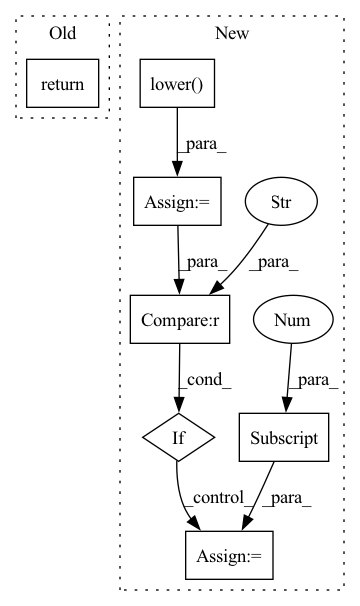 Old
New
return
lower()
_para_
Assign:=
Str
_para_
_para_
Compare:r
Num
_cond_
_para_
If
Subscript
_control_
_para_
Assign:=